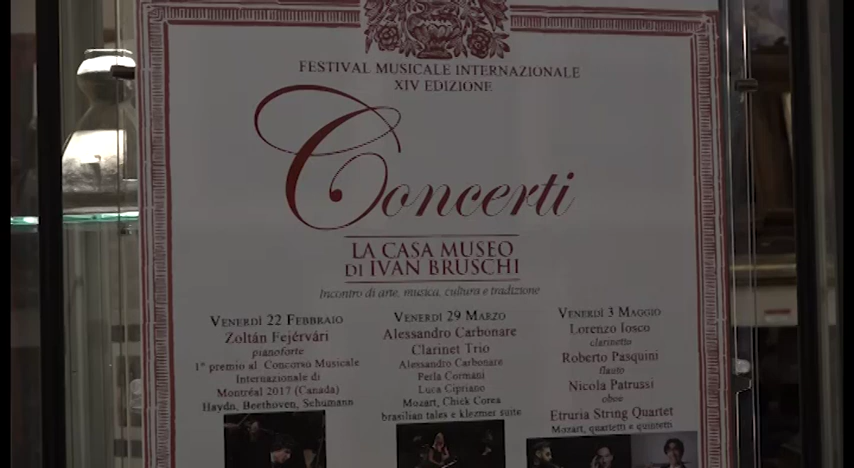 FESTIVAL MUSICALE INTERNAZIONALE
XIV EDIZIONE
Concerti
LA CASA MUSEO
DI IVAN BRUSCHI
Incontro di arte, musica, cultura e tradizione
VENERDÌ 22 FEBBRAIO
Zoltán Fejérvári
pianoforte
1° premio al Concorso Musicale
Internazionale di
Montréal 2017 (Canada)
Haydn, Beethoven, Schumann
VENERDÌ 29 MARZO
Alessandro Carbonare
Clarinet Trio
Alessandro Carbonare
Perla Cormani
Luca Cipriano
Mozart, Chick Corea
brasilian tales e klezmer suite
VENERDÌ 3 MAGGIO
Lorenzo Iosco
clarinetto
Roberto Pasquini
flauto
Nicola Patrussi
oboe
Etruria String Quartet
Mozart, quartetti e quintetti